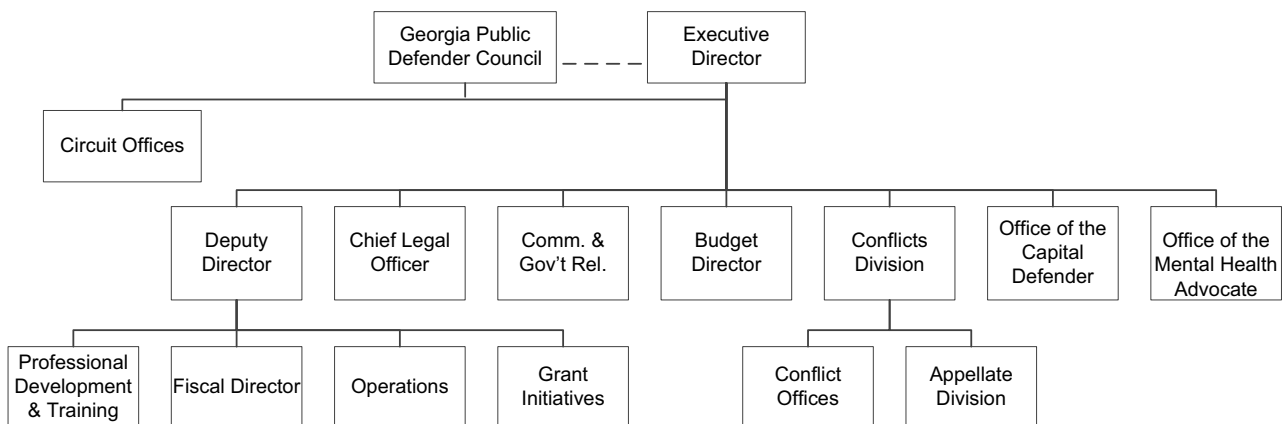 Georgia Public
Defender Council
Executive
Director
Circuit Offices
Deputy
Director
Chief Legal
Officer
Comm. &
Gov't Rel.
Budget
Director
Conflicts
Division
Office of the
Capital
Defender
Office of the
Mental Health
Advocate
Professional
Development
& Training
Fiscal Director
Operations
Grant
Initiatives
Conflict
Offices
Appellate
Division